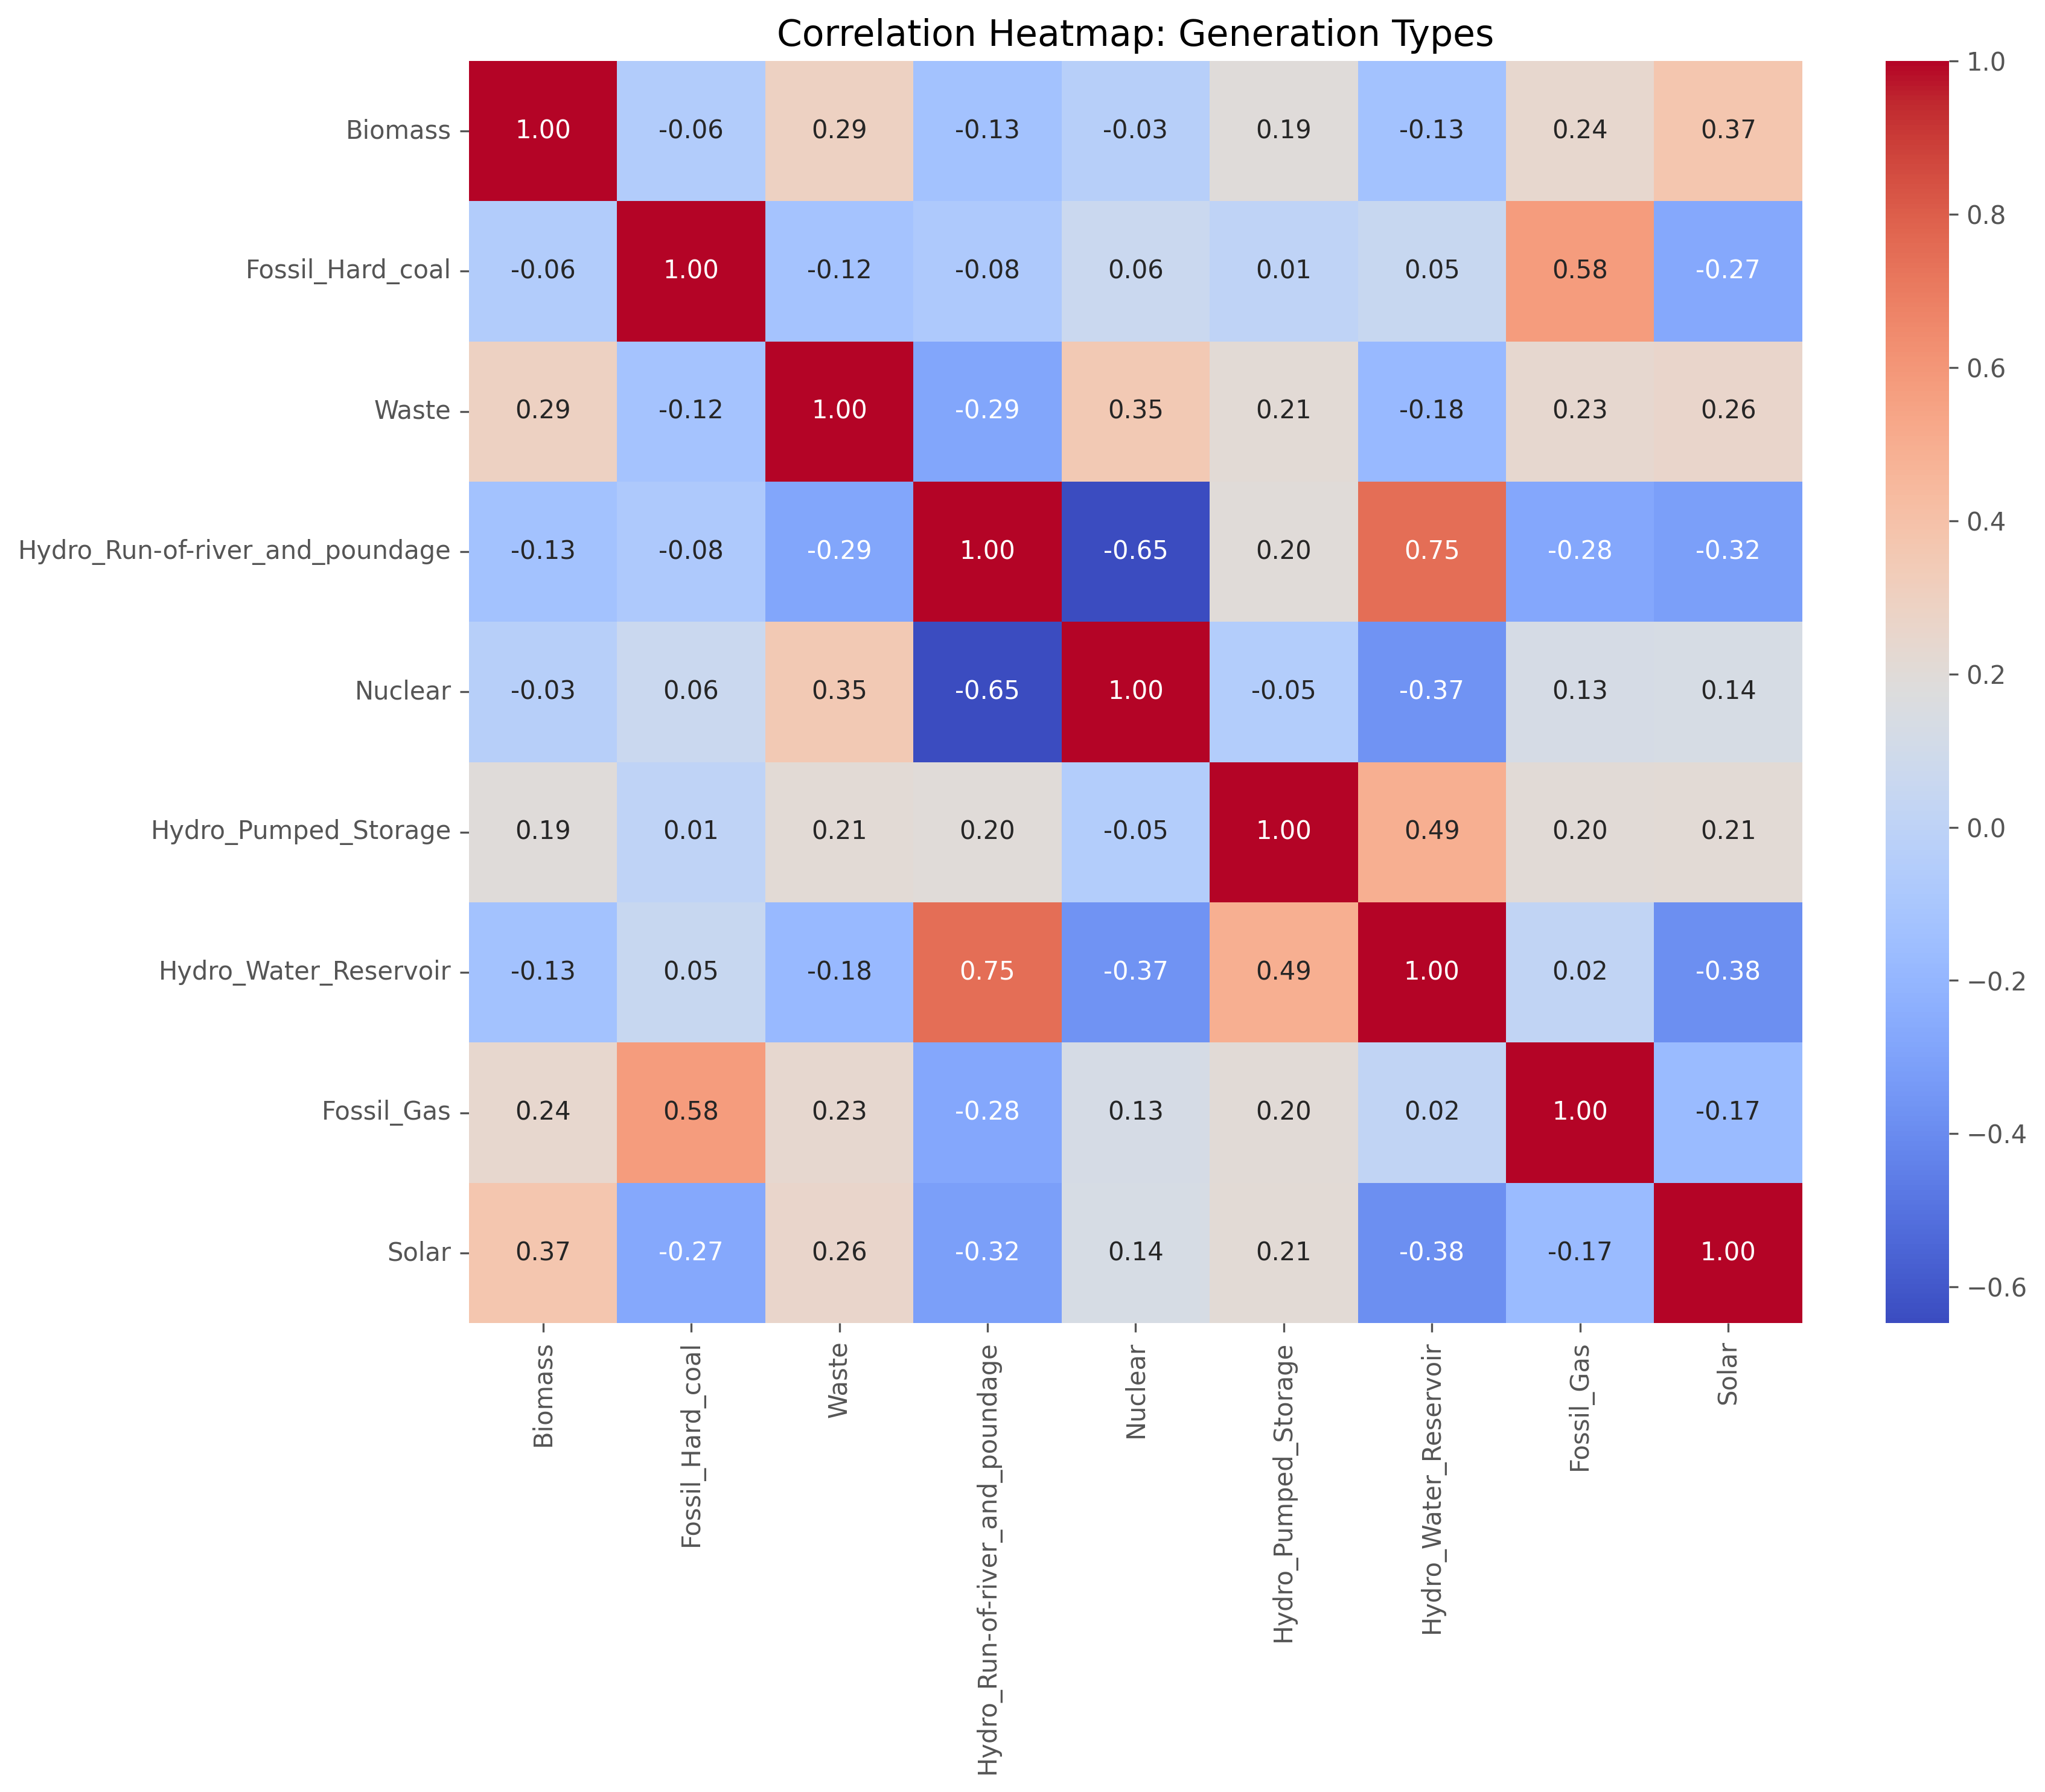 Correlation Heatmap: Generation Types
Biomass 1.00 -0.06 0.29 -0.13 -0.03 0.19 -0.13 0.24 0.37
Fossil_Hard_coal -0.06 1.00 -0.12 -0.08 0.06 0.01 0.05 0.58 -0.27
Waste 0.29 -0.12 1.00 -0.29 0.35 0.21 -0.18 0.23 0.26
Hydro_Run-of-river_and_poundage -0.13 -0.08 -0.29 1.00 -0.65 0.20 0.75 -0.28 -0.32
Nuclear -0.03 0.06 0.35 -0.65 1.00 -0.05 -0.37 0.13 0.14
Hydro_Pumped_Storage 0.19 0.01 0.21 0.20 -0.05 1.00 0.49 0.20 0.21
Hydro_Water_Reservoir -0.13 0.05 -0.18 0.75 -0.37 0.49 1.00 0.02 -0.38
Fossil_Gas 0.24 0.58 0.23 -0.28 0.13 0.20 0.02 1.00 -0.17
Solar 0.37 -0.27 0.26 -0.32 0.14 0.21 -0.38 -0.17 1.00
Biomass
Fossil_Hard_coal
Waste
Hydro_Run-of-river_and_poundage
Nuclear
Hydro_Pumped_Storage
Hydro_Water_Reservoir
Fossil_Gas
Solar
1.0
0.8
0.6
0.4
0.2
0.0
−0.2
−0.4
−0.6